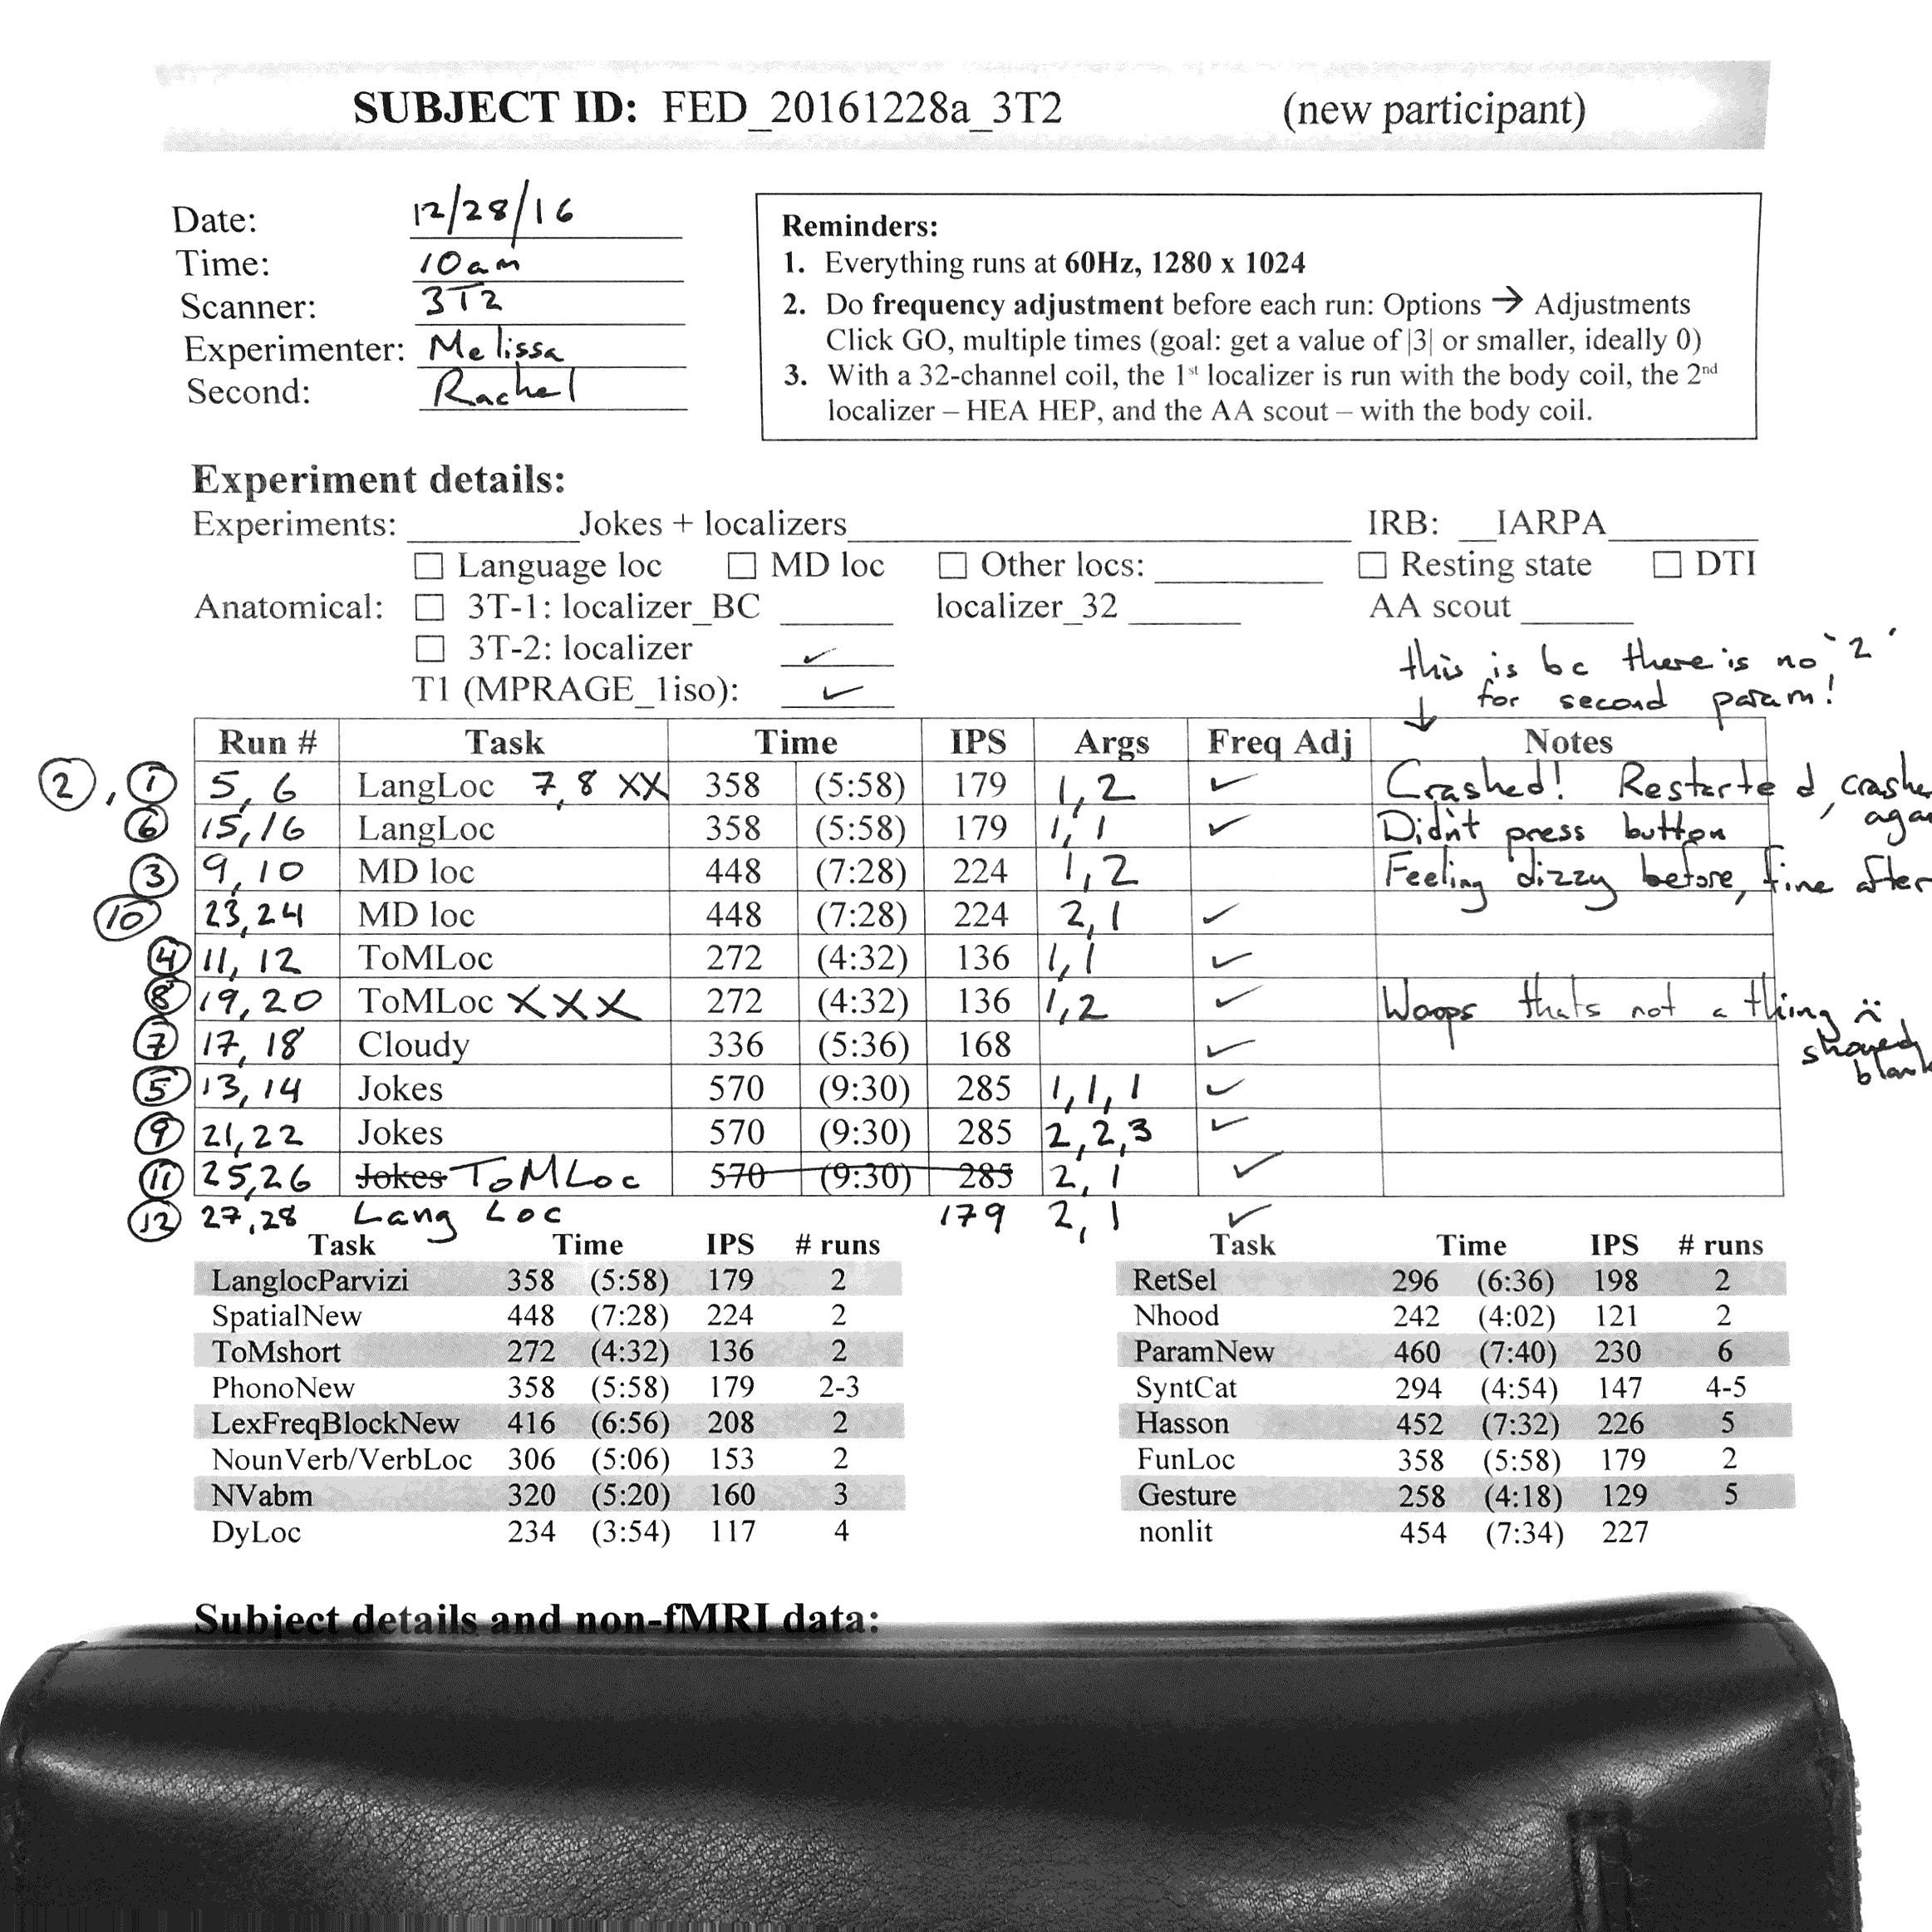 SUBJECT ID: FED_20161228a_3T2 (new participant)
Date: 12/28/16
Time: 10am
Scanner: 3T2
Experimenter: Melissa
Second: Rachel
Reminders:
1. Everything runs at 60Hz, 1280 x 1024
2. Do frequency adjustment before each run: Options → Adjustments
Click GO, multiple times (goal: get a value of |3| or smaller, ideally 0)
3. With a 32-channel coil, the 1st localizer is run with the body coil, the 2nd
localizer – HEA HEP, and the AA scout – with the body coil.
Experiment details:
Experiments: Jokes + localizers IRB: IARPA
☐ Language loc ☐ MD loc ☐ Other locs: ☐ Resting state ☐ DTI
Anatomical: ☐ 3T-1: localizer_BC localizer_32 AA scout
☐ 3T-2: localizer ✓
T1 (MPRAGE_1iso): ✓
this is bc there is no '2'
for second param!
↓
Run # Task Time IPS Args Freq Adj Notes
2, 1 5, 6 LangLoc 7, 8 XX 358 (5:58) 179 1, 2 ✓ Crashed! Restarted,
6 15, 16 LangLoc 358 (5:58) 179 1, 1 ✓ Didnt press button
3 9, 10 MD loc 448 (7:28) 224 1, 2 Feeling dizzy before, fine after
10 23, 24 MD loc 448 (7:28) 224 2, 1 ✓
4 11, 12 ToMLoc 272 (4:32) 136 1, 1 ✓
8 19, 20 ToMLoc XXX 272 (4:32) 136 1, 2 ✓ Woops thats not a thing
showed
7 17, 18 Cloudy 336 (5:36) 168 ✓
5 13, 14 Jokes 570 (9:30) 285 1, 1, 1 ✓
9 21, 22 Jokes 570 (9:30) 285 2, 2, 3 ✓
11 25, 26 Jokes ToMLoc 570 (9:30) 285 2, 1 ✓
12 27, 28 Lang Loc 179 2, 1 ✓
Task Time IPS # runs
LanglocParvizi 358 (5:58) 179 2
SpatialNew 448 (7:28) 224 2
ToMshort 272 (4:32) 136 2
PhonoNew 358 (5:58) 179 2-3
LexFreqBlockNew 416 (6:56) 208 2
NounVerb/VerbLoc 306 (5:06) 153 2
NVabm 320 (5:20) 160 3
DyLoc 234 (3:54) 117 4
Task Time IPS # runs
RetSel 296 (6:36) 198 2
Nhood 242 (4:02) 121 2
ParamNew 460 (7:40) 230 6
SyntCat 294 (4:54) 147 4-5
Hasson 452 (7:32) 226 5
FunLoc 358 (5:58) 179 2
Gesture 258 (4:18) 129 5
nonlit 454 (7:34) 227
Subject details and non-fMRI data: